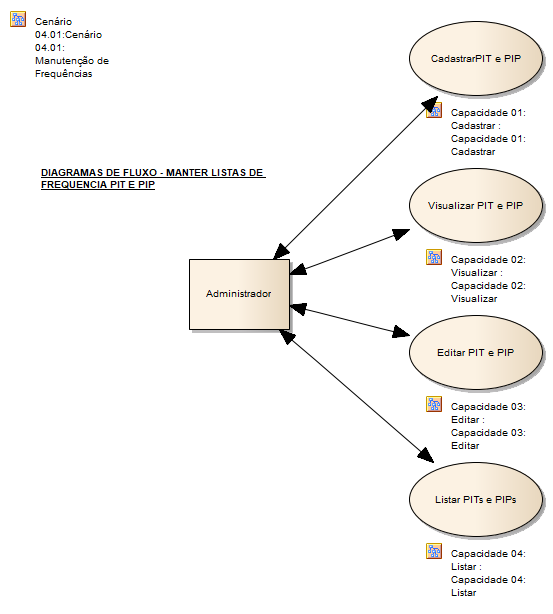 Cenário
04.01:Cenário
04.01:
Manutenção de
Frequências
CadastrarPIT e PIP
Capacidade 01:
Cadastrar :
Capacidade 01:
Cadastrar
DIAGRAMAS DE FLUXO - MANTER LISTAS DE
FREQUENCIA PIT E PIP
Visualizar PIT e PIP
Capacidade 02:
Visualizar :
Capacidade 02:
Visualizar
Administrador
Editar PIT e PIP
Capacidade 03:
Editar :
Capacidade 03:
Editar
Listar PITs e PIPs
Capacidade 04:
Listar :
Capacidade 04:
Listar